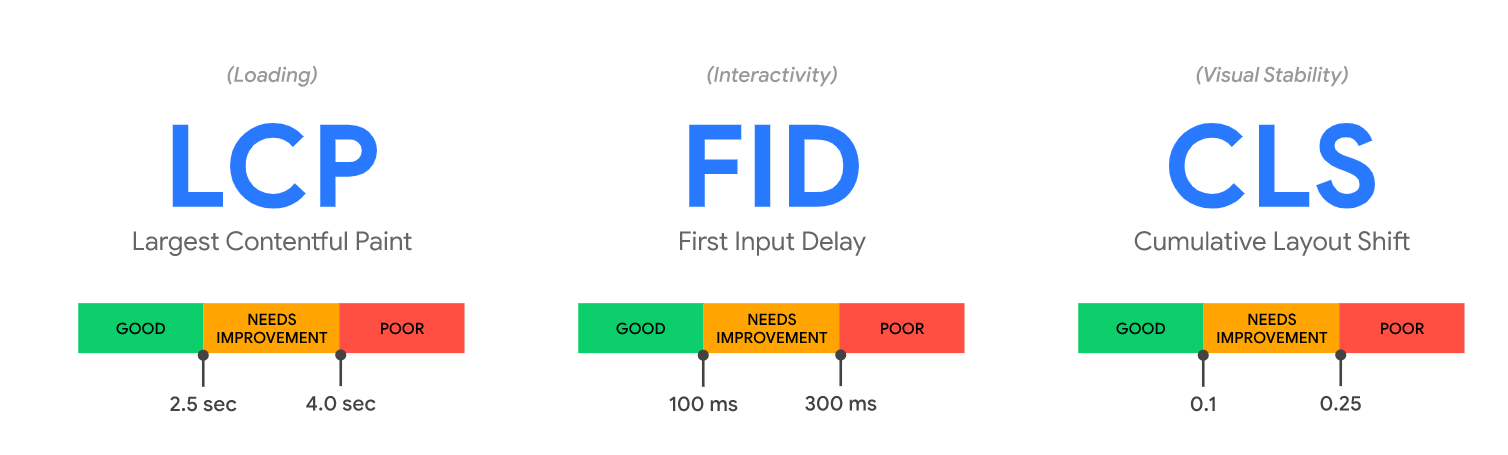 (Loading)
LCP
Largest Contentful Paint
GOOD
NEEDS
IMPROVEMENT
POOR
2.5 sec
4.0 sec
(Interactivity)
FID
First Input Delay
GOOD
NEEDS
IMPROVEMENT
POOR
100 ms
300 ms
(Visual Stability)
CLS
Cumulative Layout Shift
GOOD
NEEDS
IMPROVEMENT
POOR
0.1
0.25